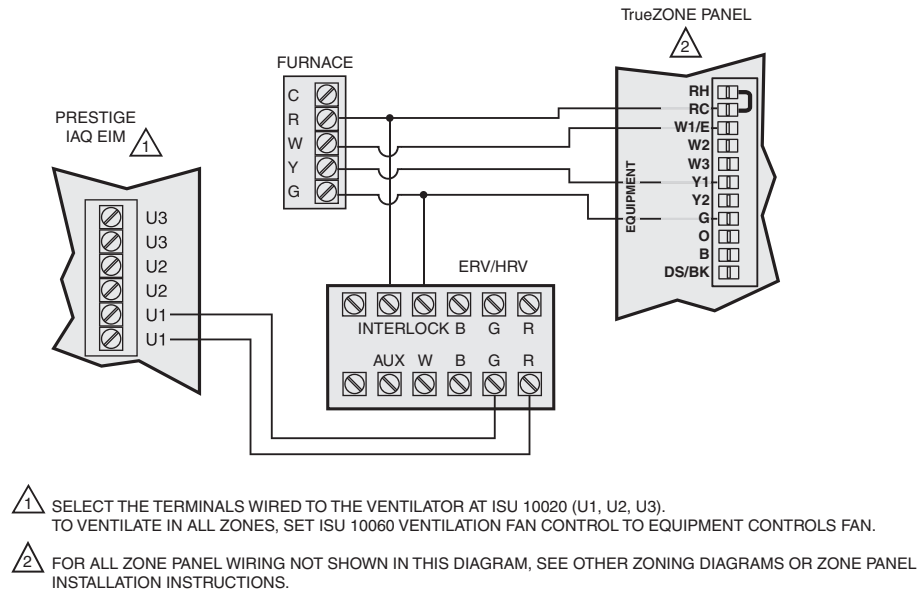 TrueZONE PANEL
2
FURNACE
C
R
W
Y
G
PRESTIGE
IAQ EIM
1
U3
U3
U2
U2
U1
U1
EQUIPMENT
RH
RC
W1/E
W2
W3
Y1
Y2
G
O
B
DS/BK
ERV/HRV
INTERLOCK B G R
AUX W B G R
1 SELECT THE TERMINALS WIRED TO THE VENTILATOR AT ISU 10020 (U1, U2, U3).
TO VENTILATE IN ALL ZONES, SET ISU 10060 VENTILATION FAN CONTROL TO EQUIPMENT CONTROLS FAN.
2 FOR ALL ZONE PANEL WIRING NOT SHOWN IN THIS DIAGRAM, SEE OTHER ZONING DIAGRAMS OR ZONE PANEL
INSTALLATION INSTRUCTIONS.